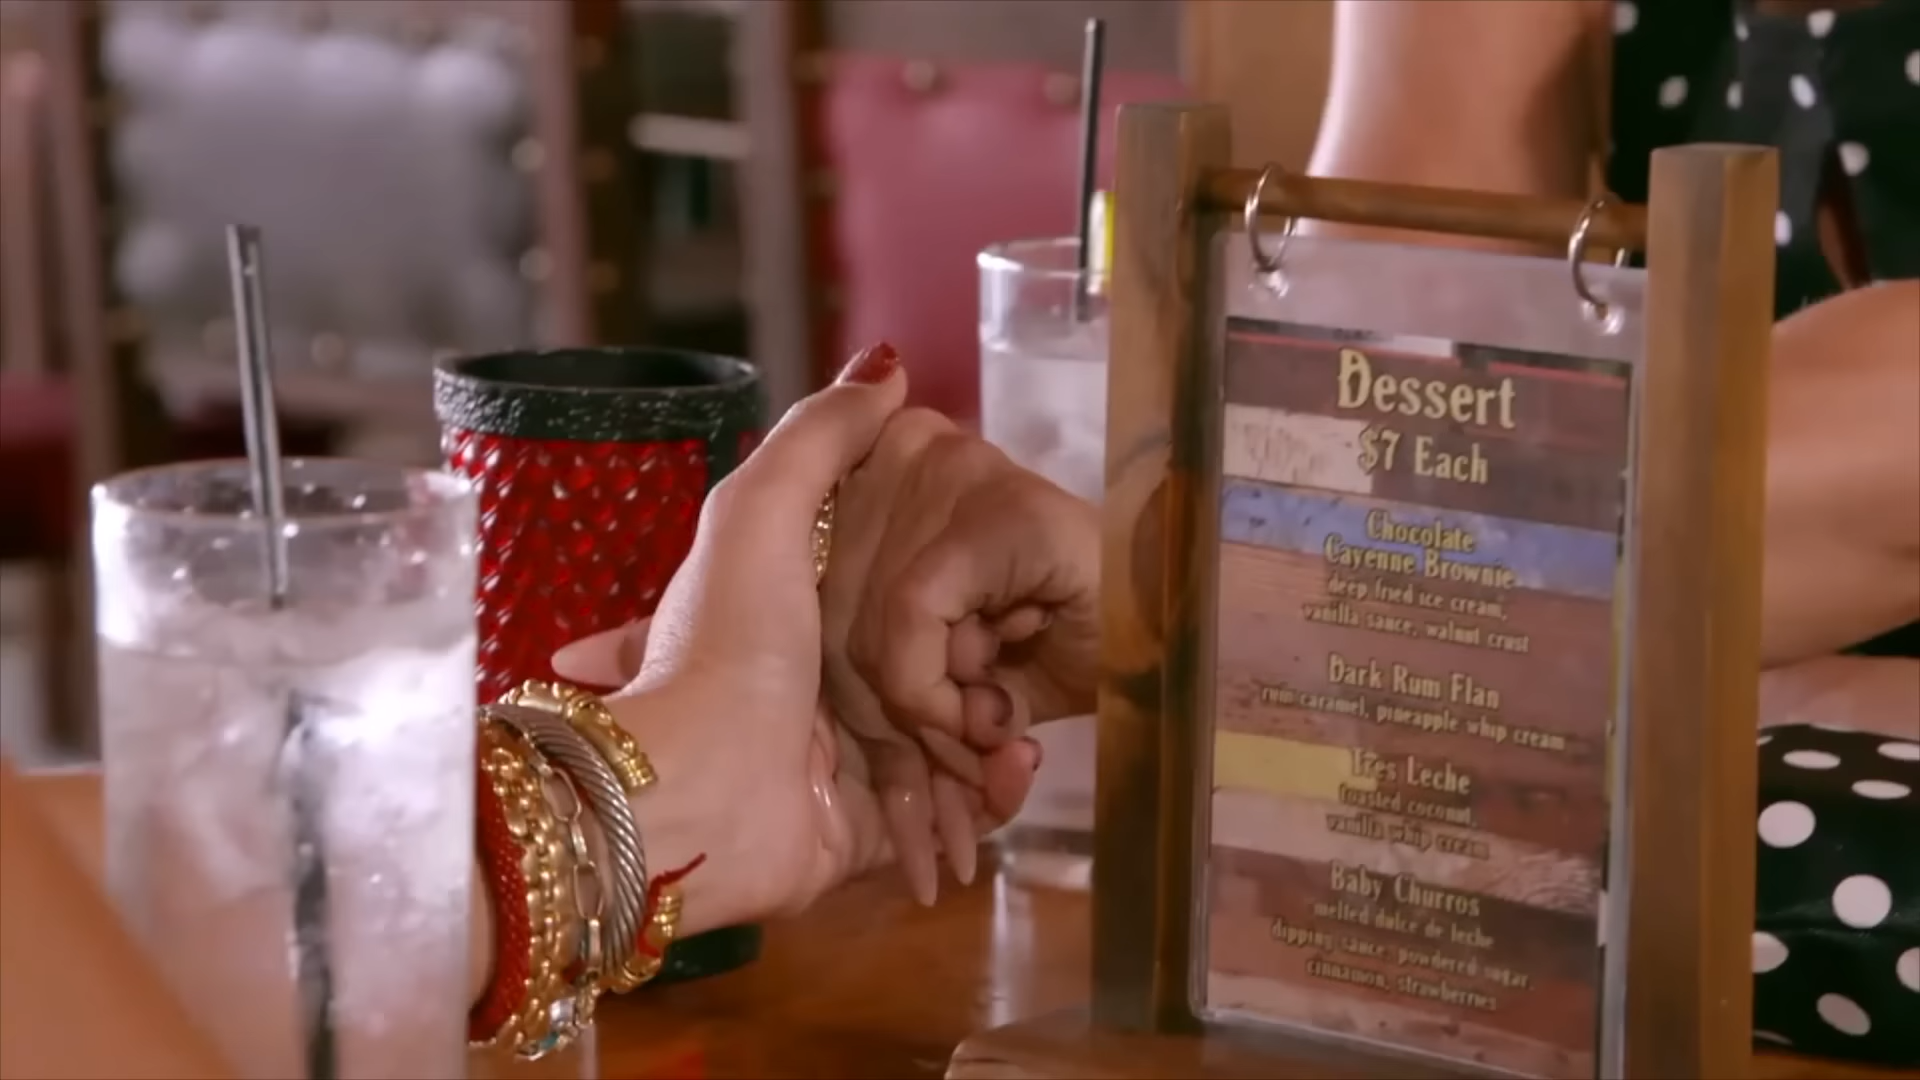 Dessert
$7 Each
Chocolate
Cayenne Brownie
deep fried ice cream,
vanilla sauce, walnut crust
Dark Rum Flan
rum caramel, pineapple whip cream
Tres Leche
toasted coconut,
vanilla whip cream
Baby Churros
melted dulce de leche
dipping sauce, powdered sugar,
cinnamon, strawberries